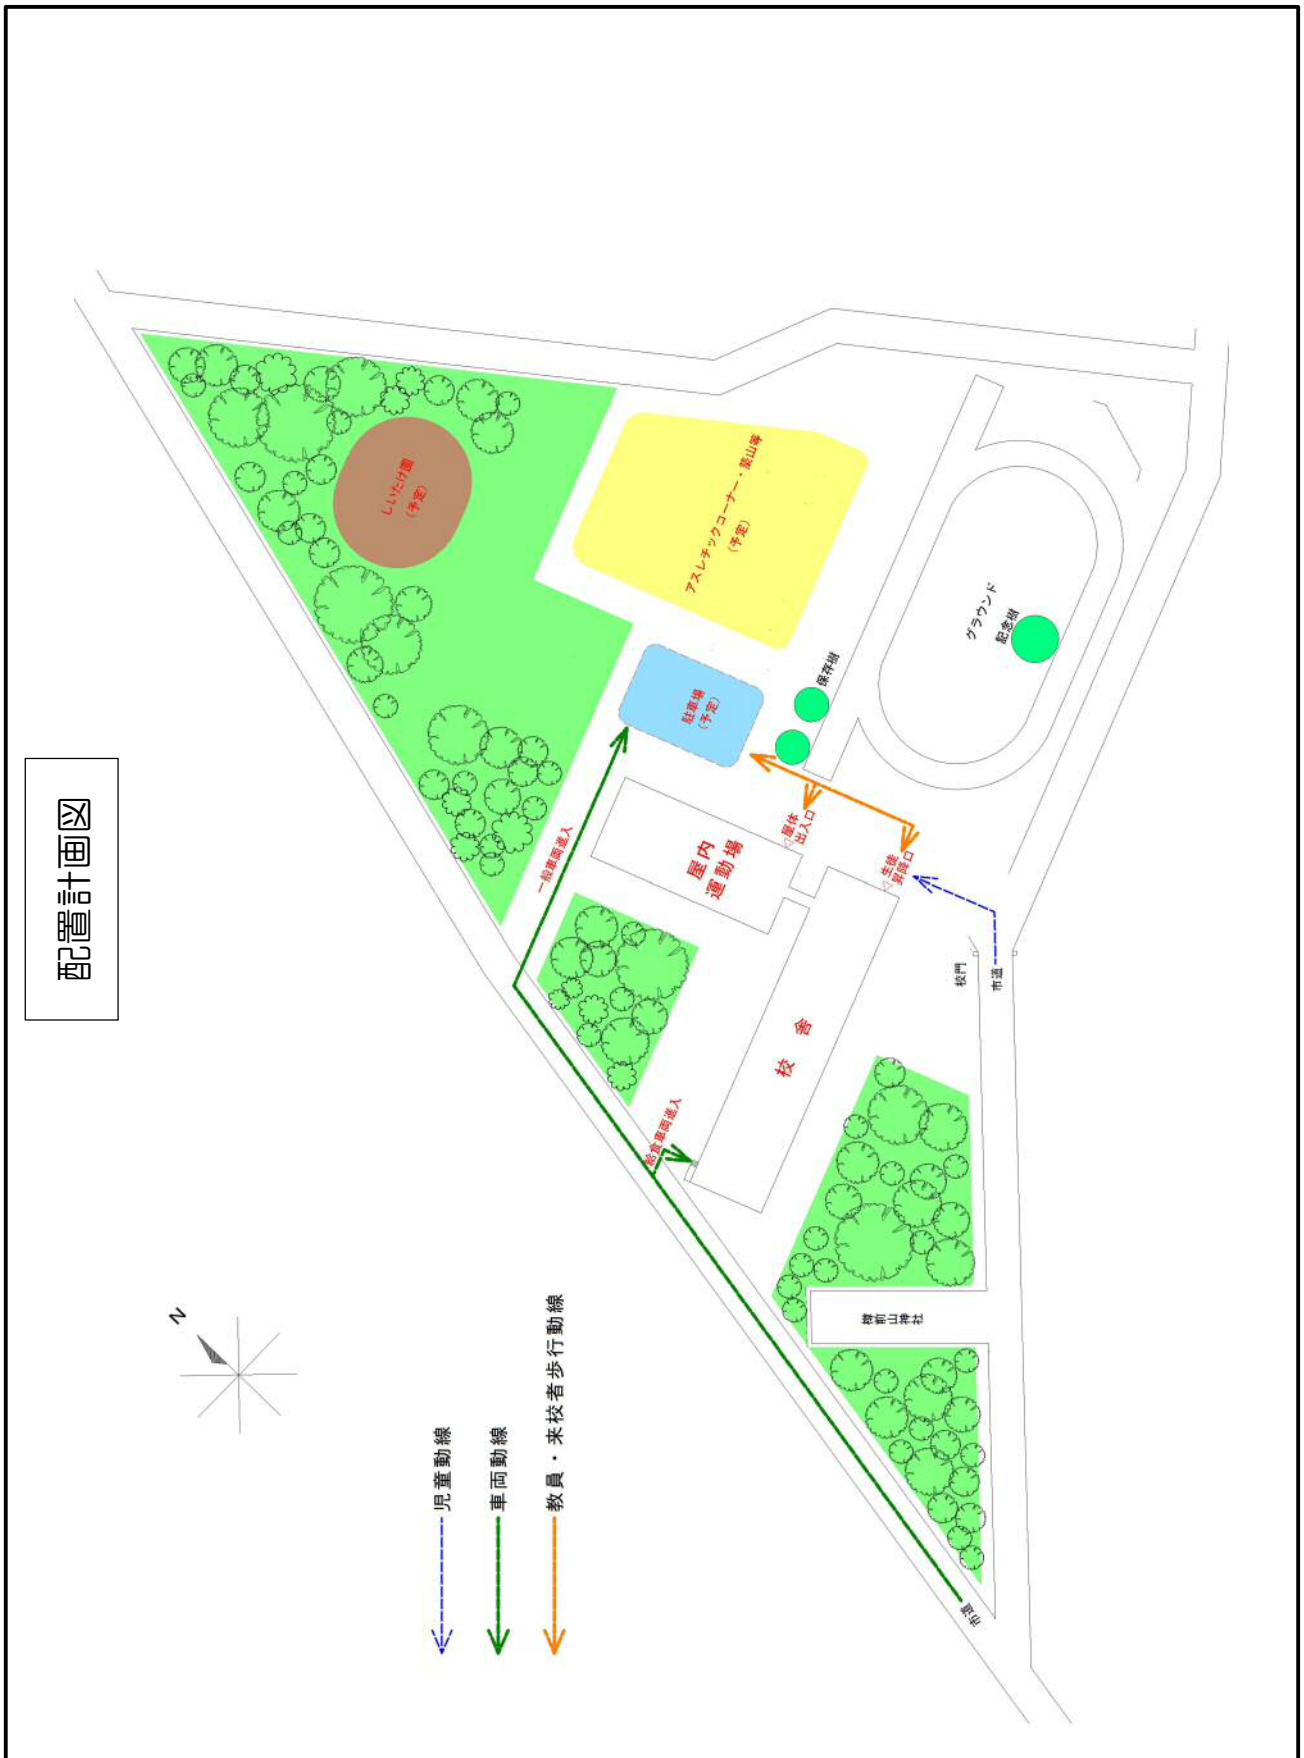 配置計画図
しいたけ園
(予定)
アスレチックコーナー・築山等
(予定)
グラウンド
記念樹
保存樹
駐車場
(予定)
一般車両進入
屋内
運動場
屋体
出入口
生徒
昇降口
校門
市道
校　舎
給食車両進入
樽前山神社
市道
N
児童動線
車両動線
教員・来校者歩行動線